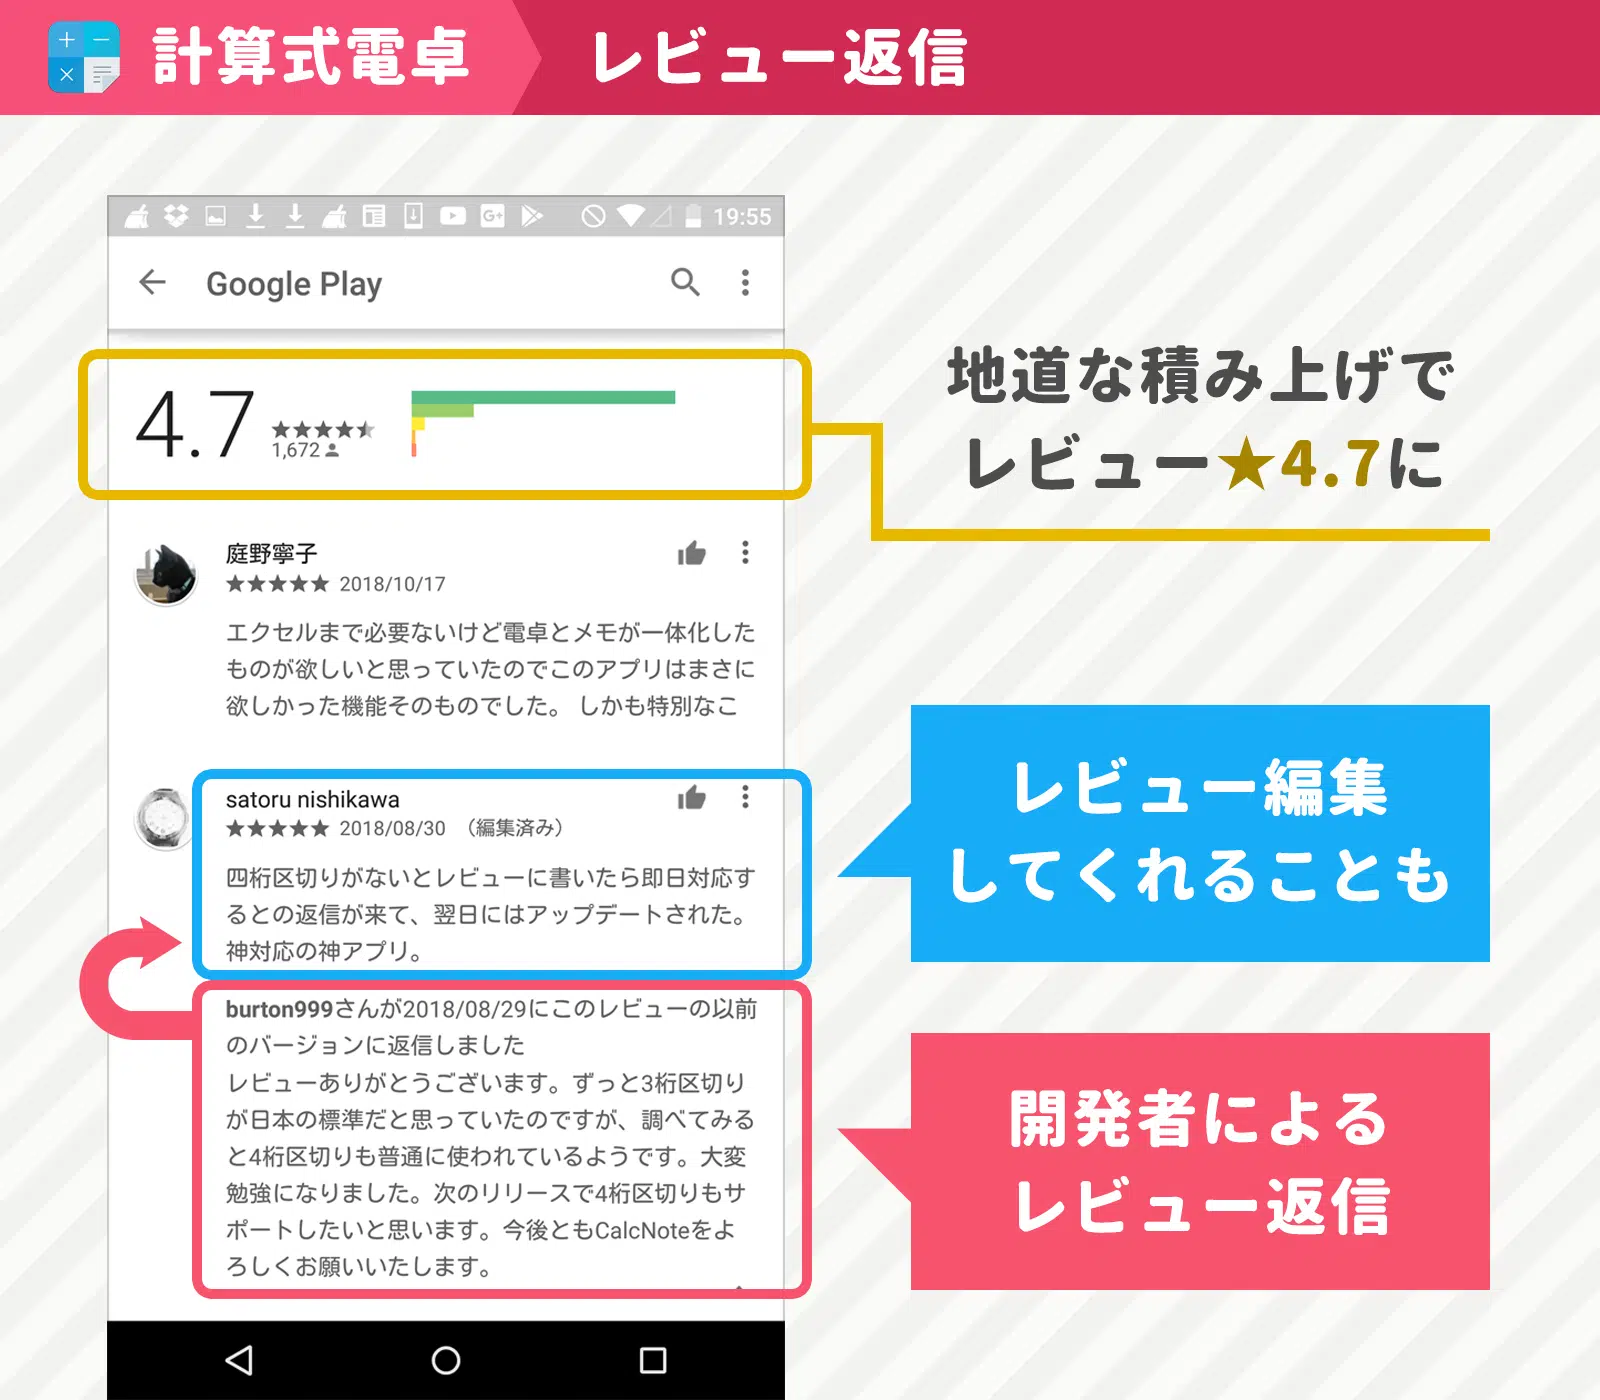 計算式電卓
レビュー返信
19:55
Google Play
4.7
1,672
地道な積み上げで
レビュー★4.7に
庭野寧子
★★★★★ 2018/10/17
エクセルまで必要ないけど電卓とメモが一体化した
ものが欲しいと思っていたのでこのアプリはまさに
欲しかった機能そのものでした。 しかも特別なこ
satoru nishikawa
★★★★★ 2018/08/30 （編集済み）
四桁区切りがないとレビューに書いたら即日対応す
るとの返信が来て、翌日にはアップデートされた。
神対応の神アプリ。
レビュー編集
してくれることも
burton999さんが2018/08/29にこのレビューの以前
のバージョンに返信しました
レビューありがとうございます。ずっと3桁区切り
が日本の標準だと思っていたのですが、調べてみる
と4桁区切りも普通に使われているようです。大変
勉強になりました。次のリリースで4桁区切りもサ
ポートしたいと思います。今後ともCalcNoteをよ
ろしくお願いいたします。
開発者による
レビュー返信